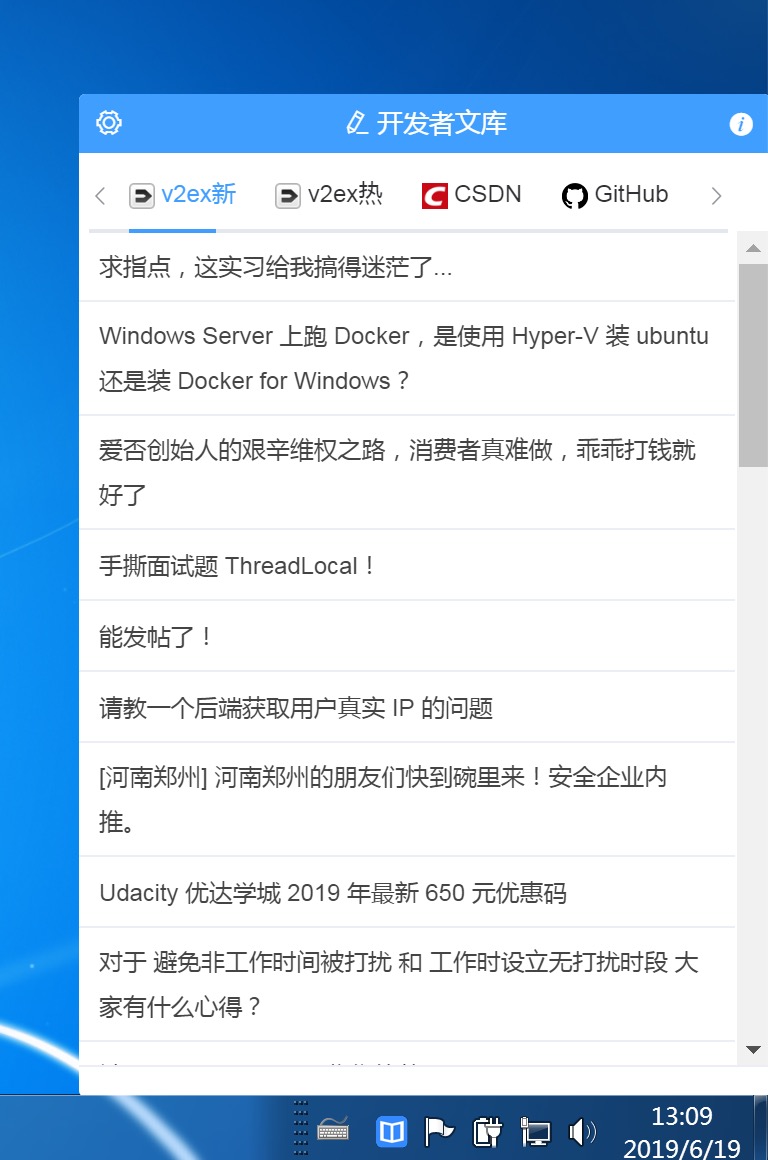 开发者文库
v2ex新 v2ex热 CSDN GitHub
求指点，这实习给我搞得迷茫了...
Windows Server 上跑 Docker，是使用 Hyper-V 装 ubuntu
还是装 Docker for Windows？
爱否创始人的艰辛维权之路，消费者真难做，乖乖打钱就
好了
手撕面试题 ThreadLocal！
能发帖了！
请教一个后端获取用户真实 IP 的问题
[河南郑州] 河南郑州的朋友们快到碗里来！安全企业内
推。
Udacity 优达学城 2019 年最新 650 元优惠码
对于 避免非工作时间被打扰 和 工作时设立无打扰时段 大
家有什么心得？
13:09
2019/6/19